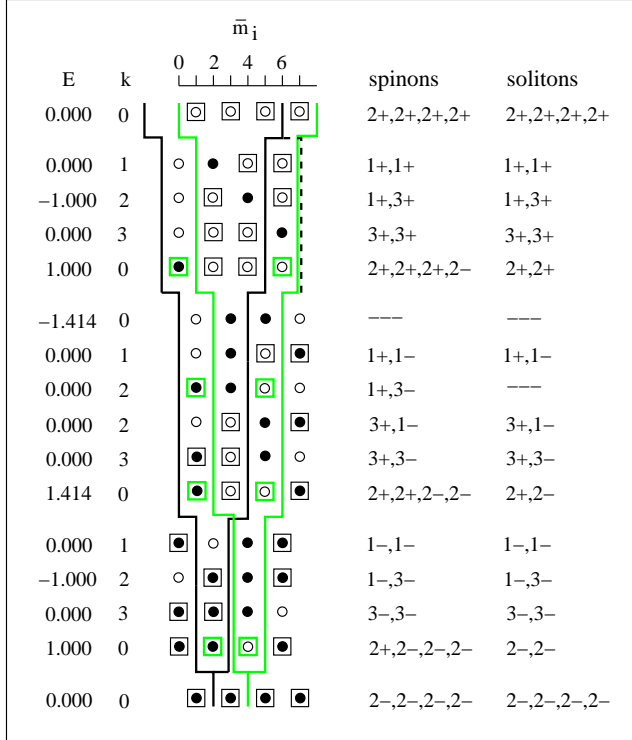 m̄ i
0 2 4 6
E k spinons solitons
0.000 0 2+,2+,2+,2+ 2+,2+,2+,2+
0.000 1 1+,1+ 1+,1+
−1.000 2 1+,3+ 1+,3+
0.000 3 3+,3+ 3+,3+
1.000 0 2+,2+,2+,2− 2+,2+
−1.414 0 −−− −−−
0.000 1 1+,1− 1+,1−
0.000 2 1+,3− −−−
0.000 2 3+,1− 3+,1−
0.000 3 3+,3− 3+,3−
1.414 0 2+,2+,2−,2− 2+,2−
0.000 1 1−,1− 1−,1−
−1.000 2 1−,3− 1−,3−
0.000 3 3−,3− 3−,3−
1.000 0 2+,2−,2−,2− 2−,2−
0.000 0 2−,2−,2−,2− 2−,2−,2−,2−